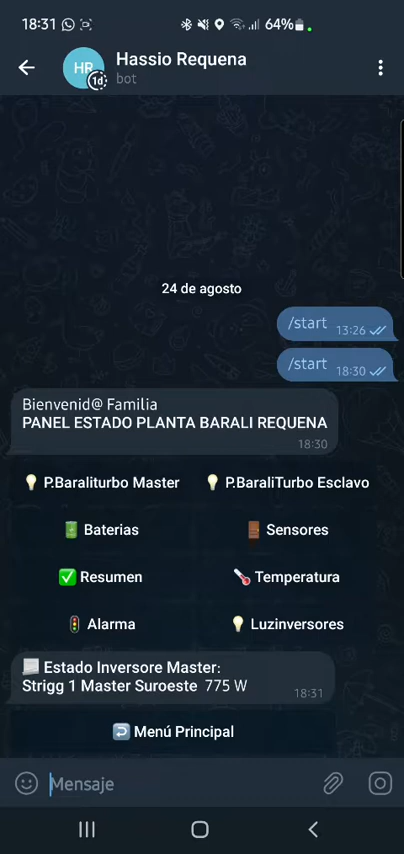 18:31 64%
HR Hassio Requena
1d bot
24 de agosto
/start 13:26
/start 18:30
Bienvenid@ Familia
PANEL ESTADO PLANTA BARALI REQUENA
18:30
P.Baraliturbo Master P.BaraliTurbo Esclavo
Baterias Sensores
Resumen Temperatura
Alarma Luzinversores
Estado Inversore Master:
Strigg 1 Master Suroeste 775 W
18:31
Menú Principal
Mensaje